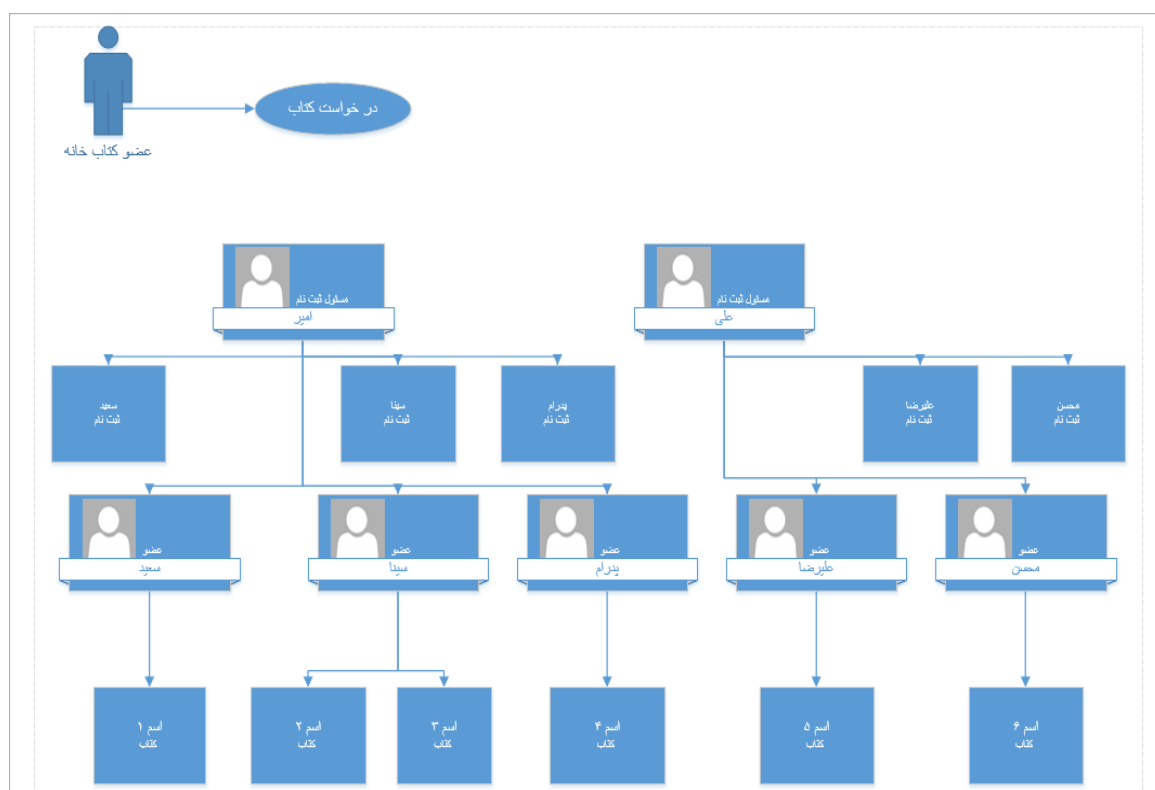 در خواست کتاب
عضو کتاب خانه
مسئول ثبت نام
علی
مسئول ثبت نام
امیر
محسن
ثبت نام
علیرضا
ثبت نام
پدرام
ثبت نام
سینا
ثبت نام
سعید
ثبت نام
عضو
محسن
عضو
علیرضا
عضو
پدرام
عضو
سینا
عضو
سعید
اسم ۶
کتاب
اسم ۵
کتاب
اسم ۴
کتاب
اسم ۳
کتاب
اسم ۲
کتاب
اسم ۱
کتاب